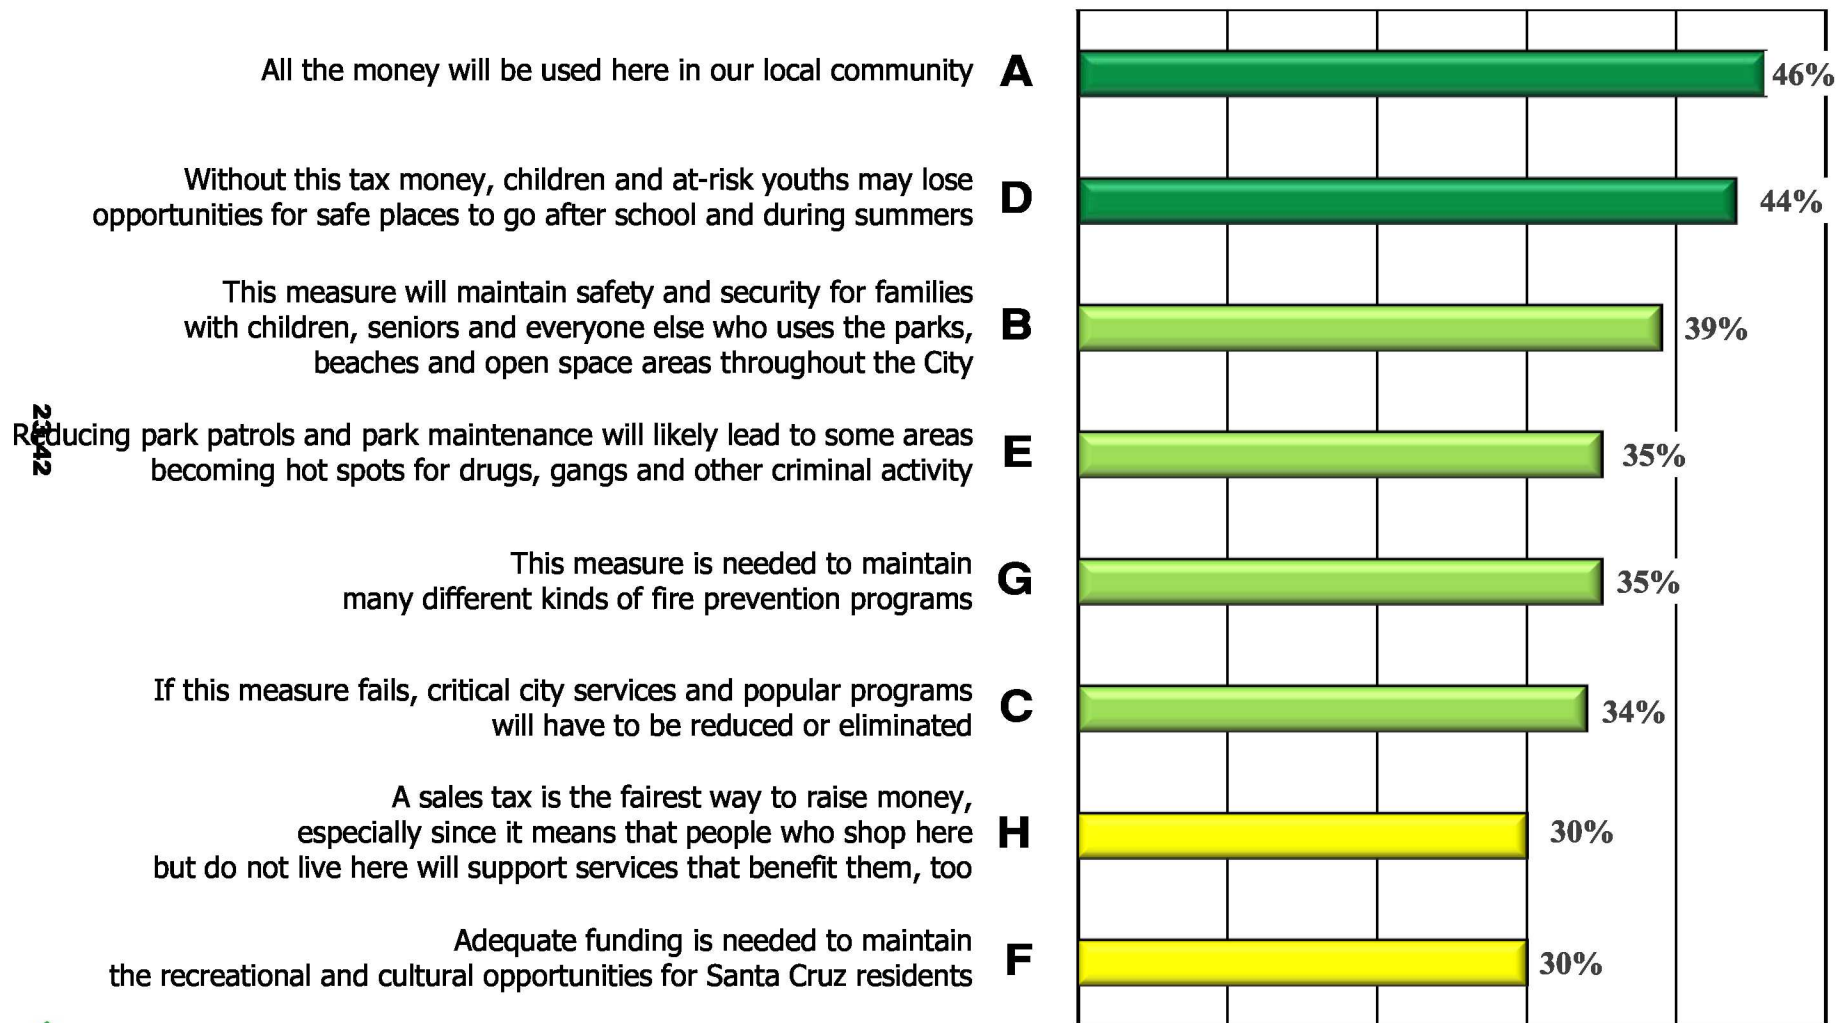 All the money will be used here in our local community A 46%
Without this tax money, children and at-risk youths may lose
opportunities for safe places to go after school and during summers D 44%
This measure will maintain safety and security for families
with children, seniors and everyone else who uses the parks, B 39%
beaches and open space areas throughout the City
Reducing park patrols and park maintenance will likely lead to some areas
becoming hot spots for drugs, gangs and other criminal activity E 35%
This measure is needed to maintain
many different kinds of fire prevention programs G 35%
If this measure fails, critical city services and popular programs
will have to be reduced or eliminated C 34%
A sales tax is the fairest way to raise money,
especially since it means that people who shop here H 30%
but do not live here will support services that benefit them, too
Adequate funding is needed to maintain
the recreational and cultural opportunities for Santa Cruz residents F 30%